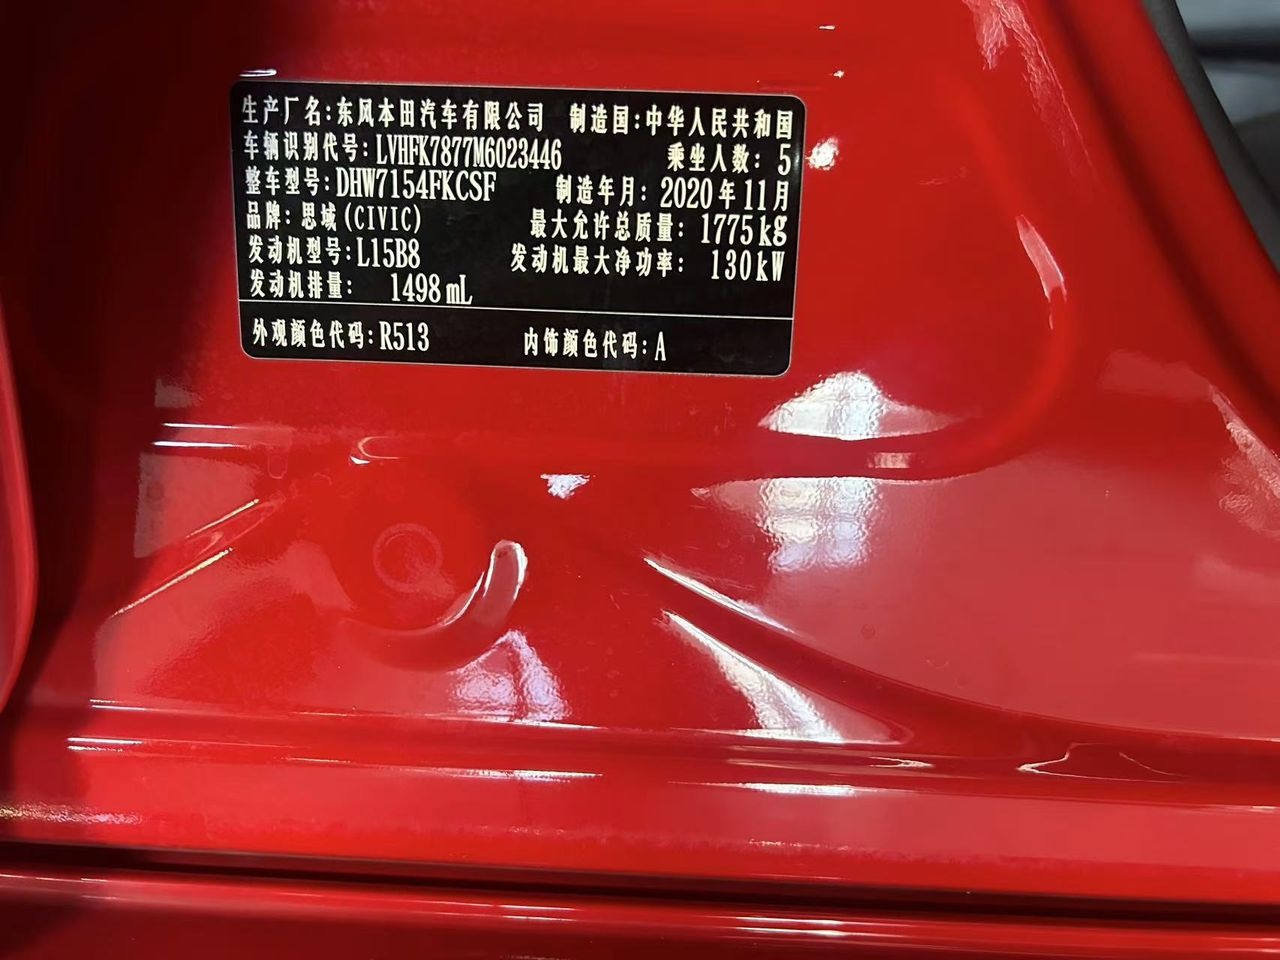 生产厂名:东风本田汽车有限公司 制造国:中华人民共和国
车辆识别代号:LVHFK7877M6023446 乘坐人数:5
整车型号:DHW7154FKCSF 制造年月:2020年11月
品牌:思域(CIVIC) 最大允许总质量:1775kg
发动机型号:L15B8 发动机最大净功率:130kW
发动机排量:1498mL
外观颜色代码:R513 内饰颜色代码:A